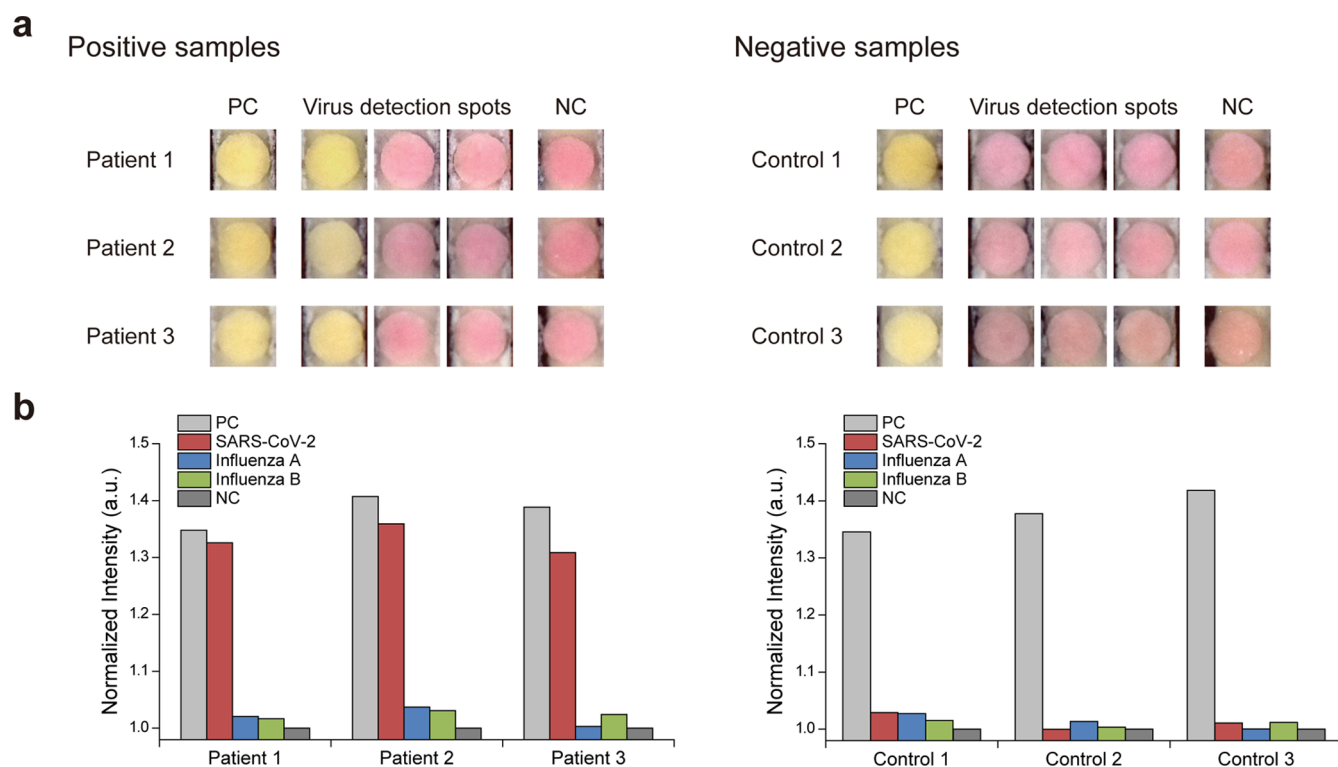 a
Positive samples
PC Virus detection spots NC
Patient 1
Patient 2
Patient 3
Negative samples
PC Virus detection spots NC
Control 1
Control 2
Control 3
b
PC
SARS-CoV-2
Influenza A
Influenza B
NC
Normalized Intensity (a.u.)
1.5
1.4
1.3
1.2
1.1
1.0
Patient 1 Patient 2 Patient 3
PC
SARS-CoV-2
Influenza A
Influenza B
NC
Normalized Intensity (a.u.)
1.5
1.4
1.3
1.2
1.1
1.0
Control 1 Control 2 Control 3